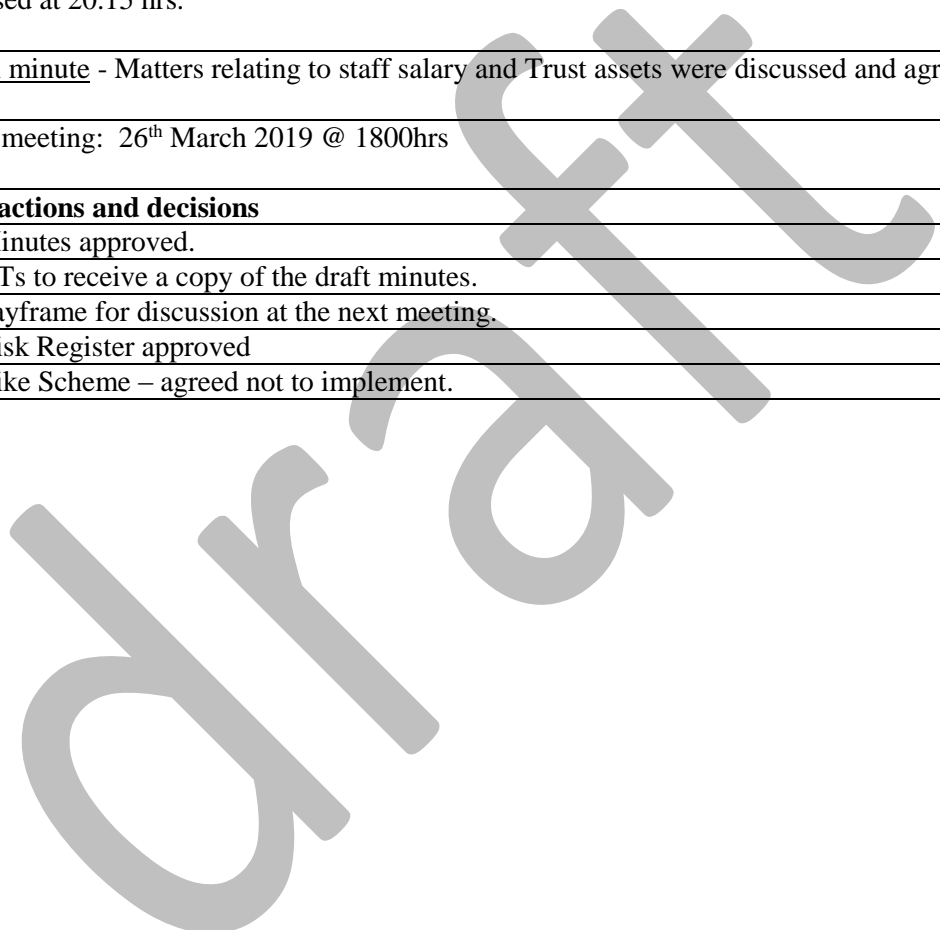 sed at 20.15 hrs.
minute - Matters relating to staff salary and Trust assets were discussed and agr
meeting: 26th March 2019 @ 1800hrs
actions and decisions
inutes approved.
Ts to receive a copy of the draft minutes.
ayframe for discussion at the next meeting.
isk Register approved
ike Scheme – agreed not to implement.
draft